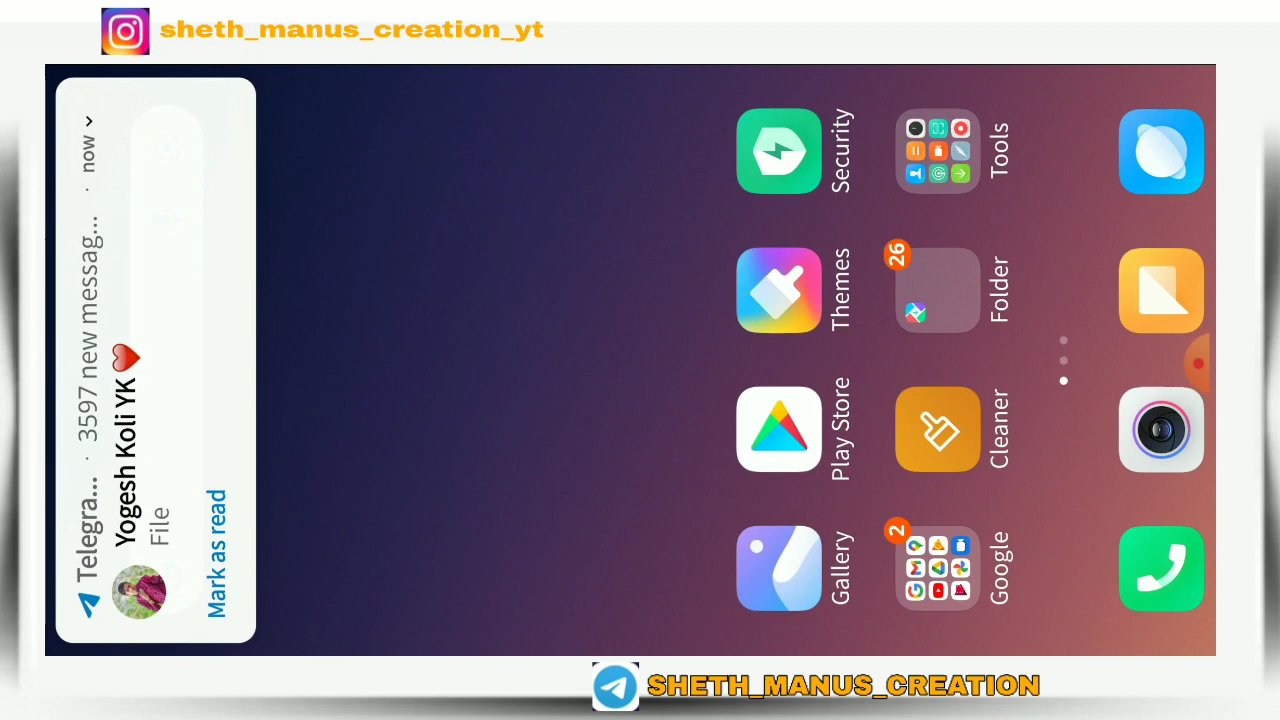 sheth_manus_creation_yt
Telegra... · 3597 new messag... · now
Yogesh Koli YK ❤️
File
Mark as read
Gallery
Play Store
Themes
Security
2
Google
Cleaner
26
Folder
Tools
SHETH_MANUS_CREATION